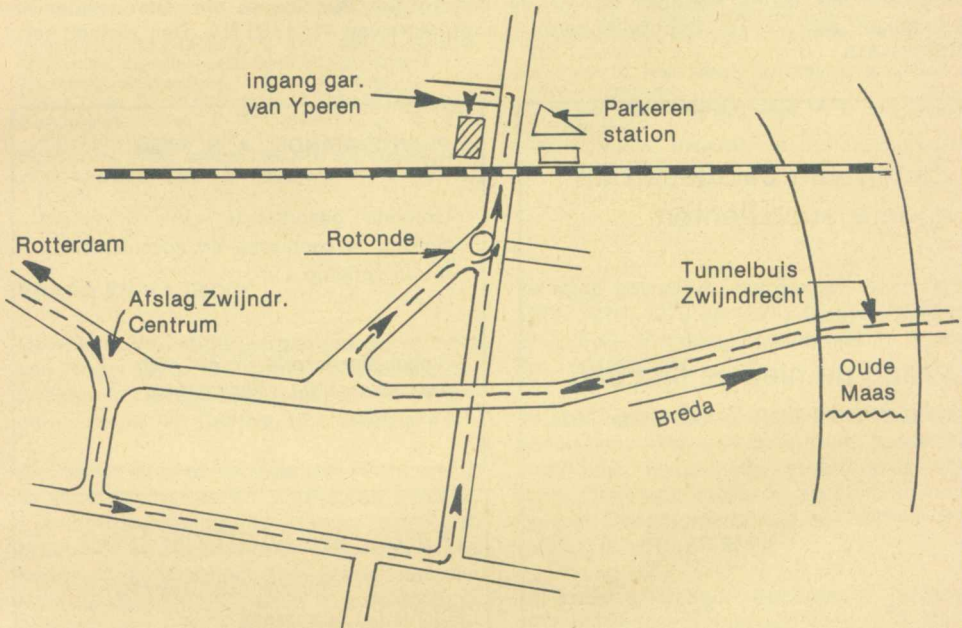 ingang gar.
van Yperen
Parkeren
station
Rotonde
Rotterdam
Afslag Zwijndr.
Centrum
Tunnelbuis
Zwijndrecht
Oude
Maas
Breda